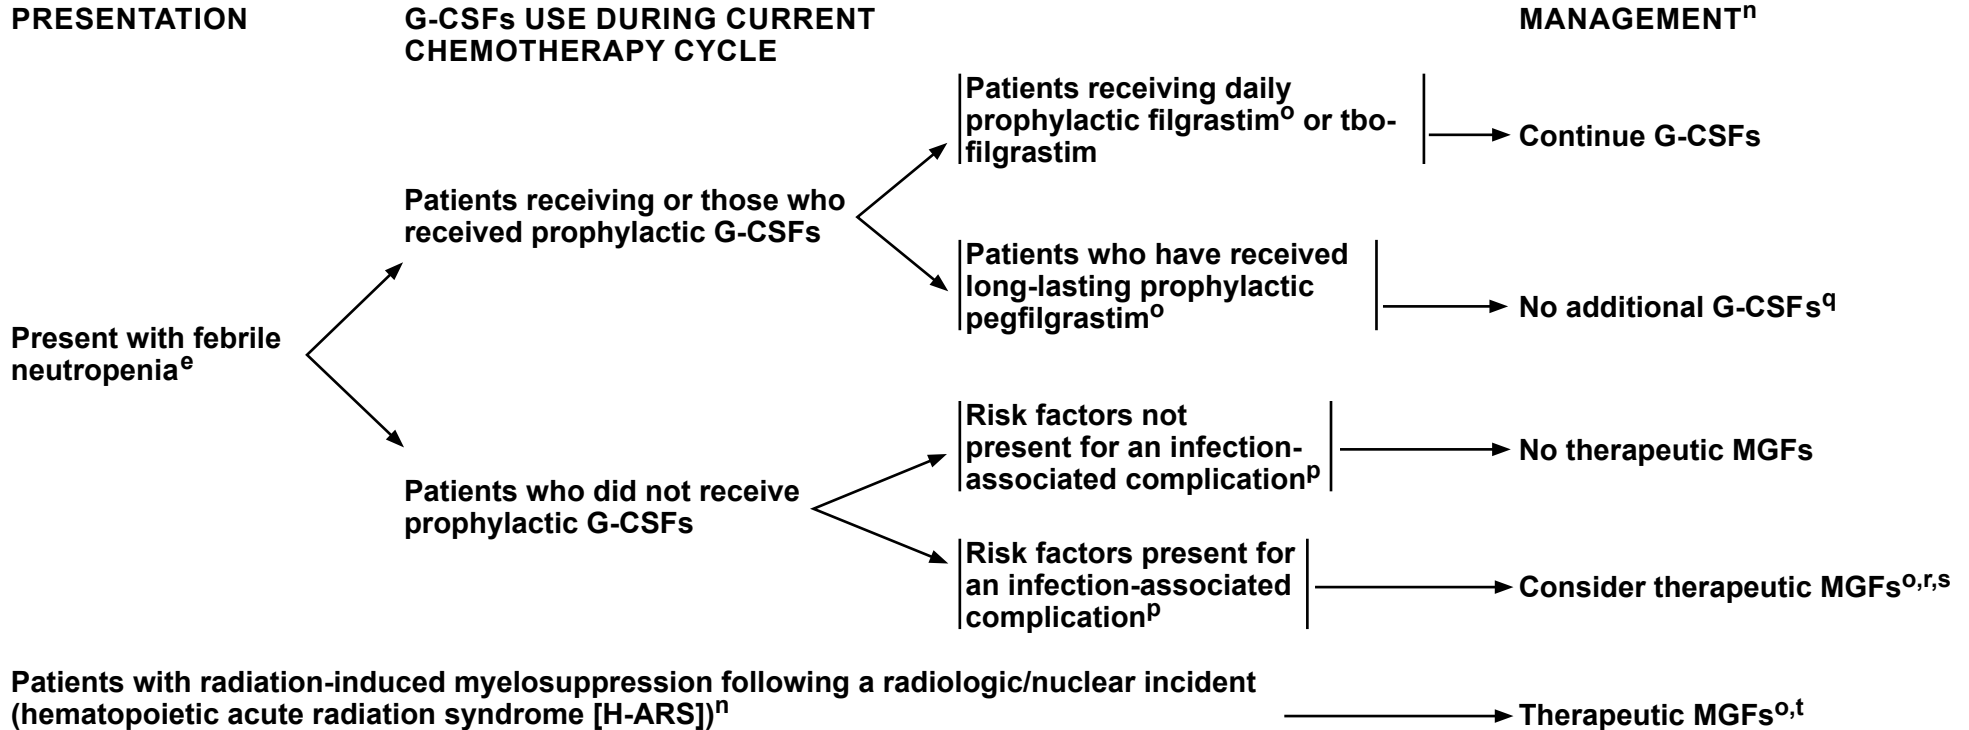 PRESENTATION
G-CSFs USE DURING CURRENT
CHEMOTHERAPY CYCLE
MANAGEMENTⁿ
Patients receiving or those who
received prophylactic G-CSFs
Patients receiving daily
prophylactic filgrastimᵒ or tbo-
filgrastim
Continue G-CSFs
Patients who have received
long-lasting prophylactic
pegfilgrastimᵒ
No additional G-CSFs^q
Present with febrile
neutropeniaᵉ
Patients who did not receive
prophylactic G-CSFs
Risk factors not
present for an infection-
associated complicationᵖ
No therapeutic MGFs
Risk factors present for
an infection-associated
complicationᵖ
Consider therapeutic MGFsᵒ,ʳ,ˢ
Patients with radiation-induced myelosuppression following a radiologic/nuclear incident
(hematopoietic acute radiation syndrome [H-ARS])ⁿ
Therapeutic MGFsᵒ,ᵗ